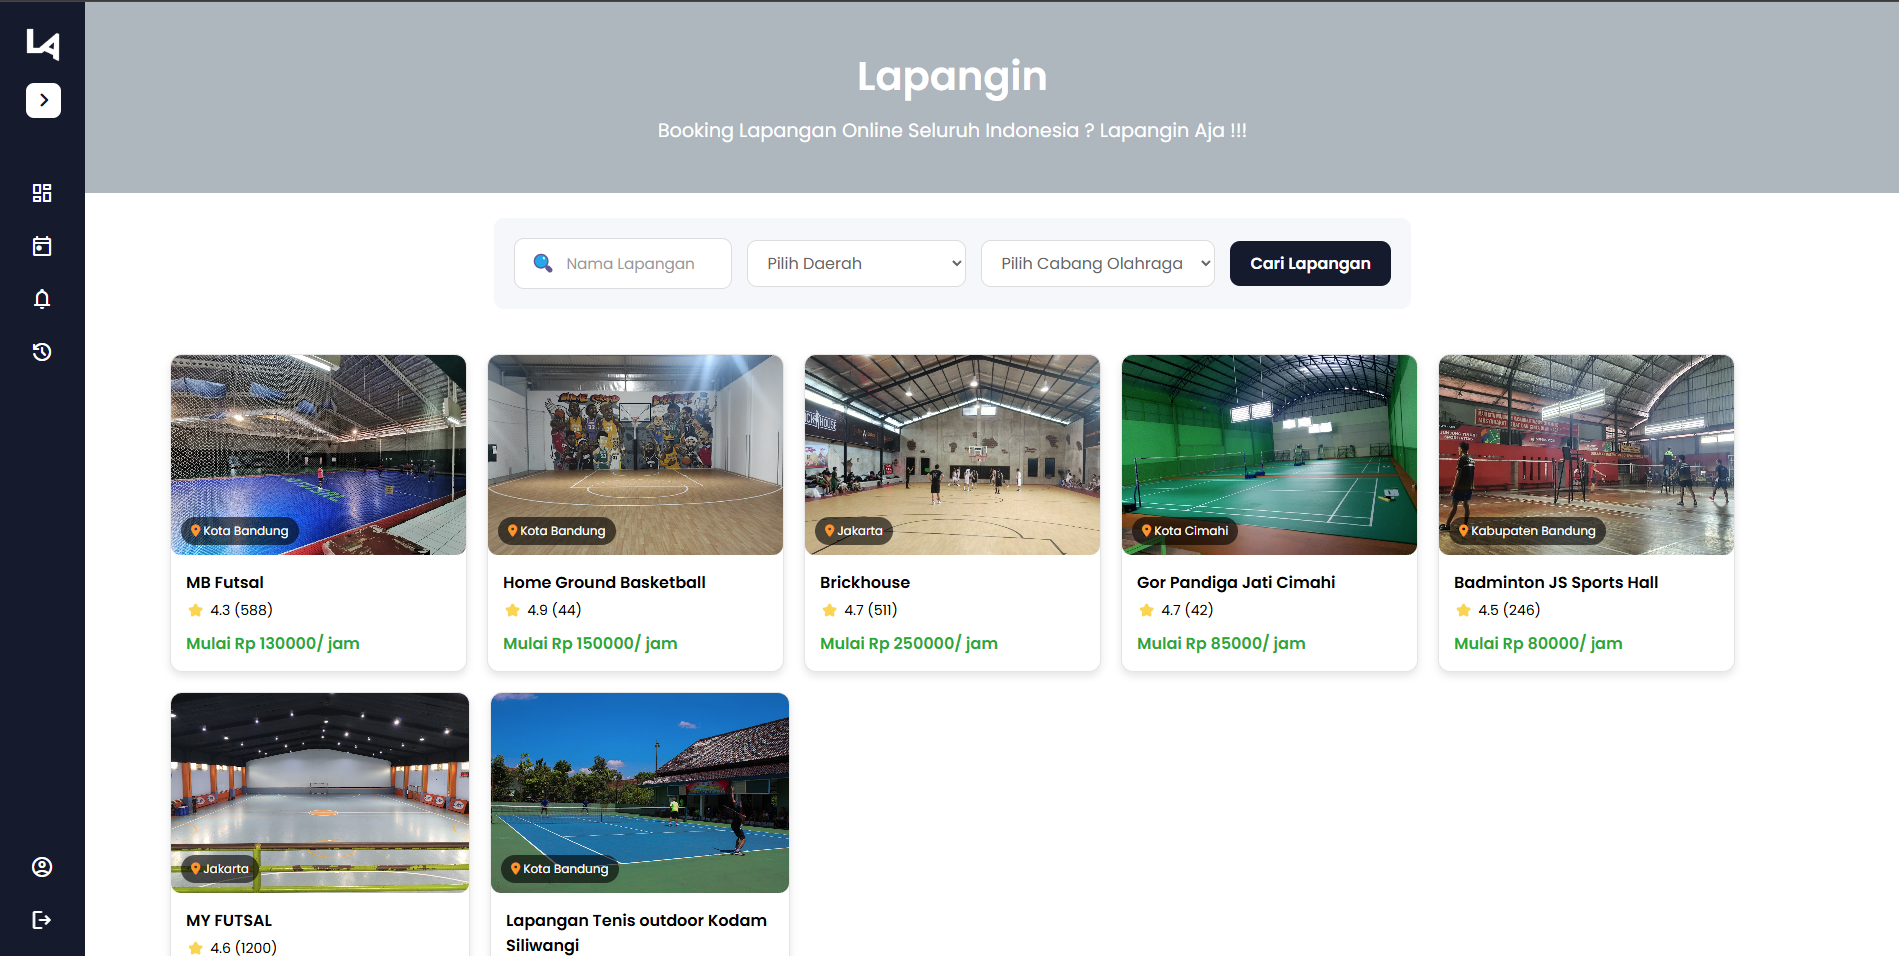 LA
Lapangin
Booking Lapangan Online Seluruh Indonesia ? Lapangin Aja !!!
Nama Lapangan
Pilih Daerah
Pilih Cabang Olahraga
Cari Lapangan
Kota Bandung
MB Futsal
4.3 (588)
Mulai Rp 130000/ jam
Kota Bandung
Home Ground Basketball
4.9 (44)
Mulai Rp 150000/ jam
Jakarta
Brickhouse
4.7 (511)
Mulai Rp 250000/ jam
Kota Cimahi
Gor Pandiga Jati Cimahi
4.7 (42)
Mulai Rp 85000/ jam
Kabupaten Bandung
Badminton JS Sports Hall
4.5 (246)
Mulai Rp 80000/ jam
Jakarta
MY FUTSAL
4.6 (1200)
Kota Bandung
Lapangan Tenis outdoor Kodam
Siliwangi